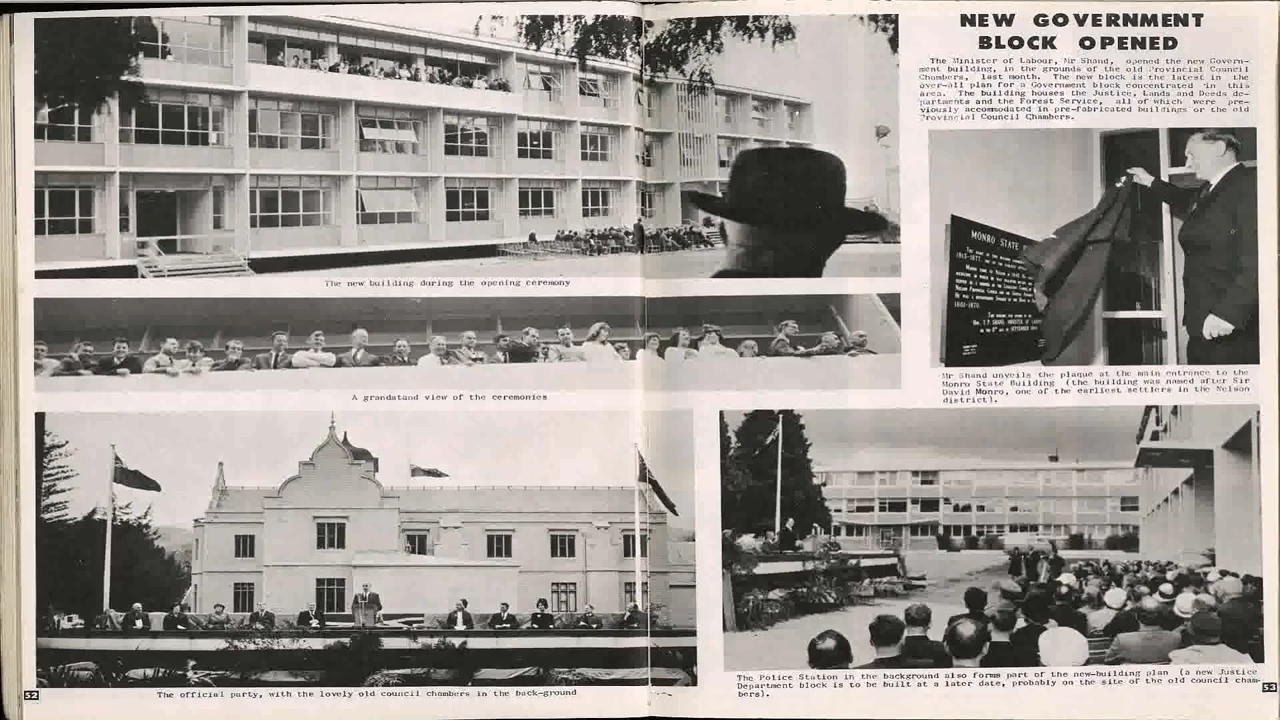 NEW GOVERNMENT
BLOCK OPENED
The Minister of Labour, Mr Shand, opened the new Govern-
ment building, in the grounds of the old Provincial Council
Chambers, last month. The new block is the latest in the
over-all plan for a Government block concentrated in this
area. The building houses the Justice, Lands and Deeds de-
partments and the Forest Service, all of which were pre-
viously accommodated in pre-fabricated buildings or the old
Provincial Council Chambers.
The new building during the opening ceremony
MONRO STATE
Mr Shand unveils the plaque at the main entrance to the
Monro State Building (the building was named after Sir
David Monro, one of the earliest settlers in the Nelson
district).
A grandstand view of the ceremonies
The official party, with the lovely old council chambers in the back-ground
The Police Station in the background also forms part of the new-building plan (a new Justice
Department block is to be built at a later date, probably on the site of the old council cham-
bers).
52
53